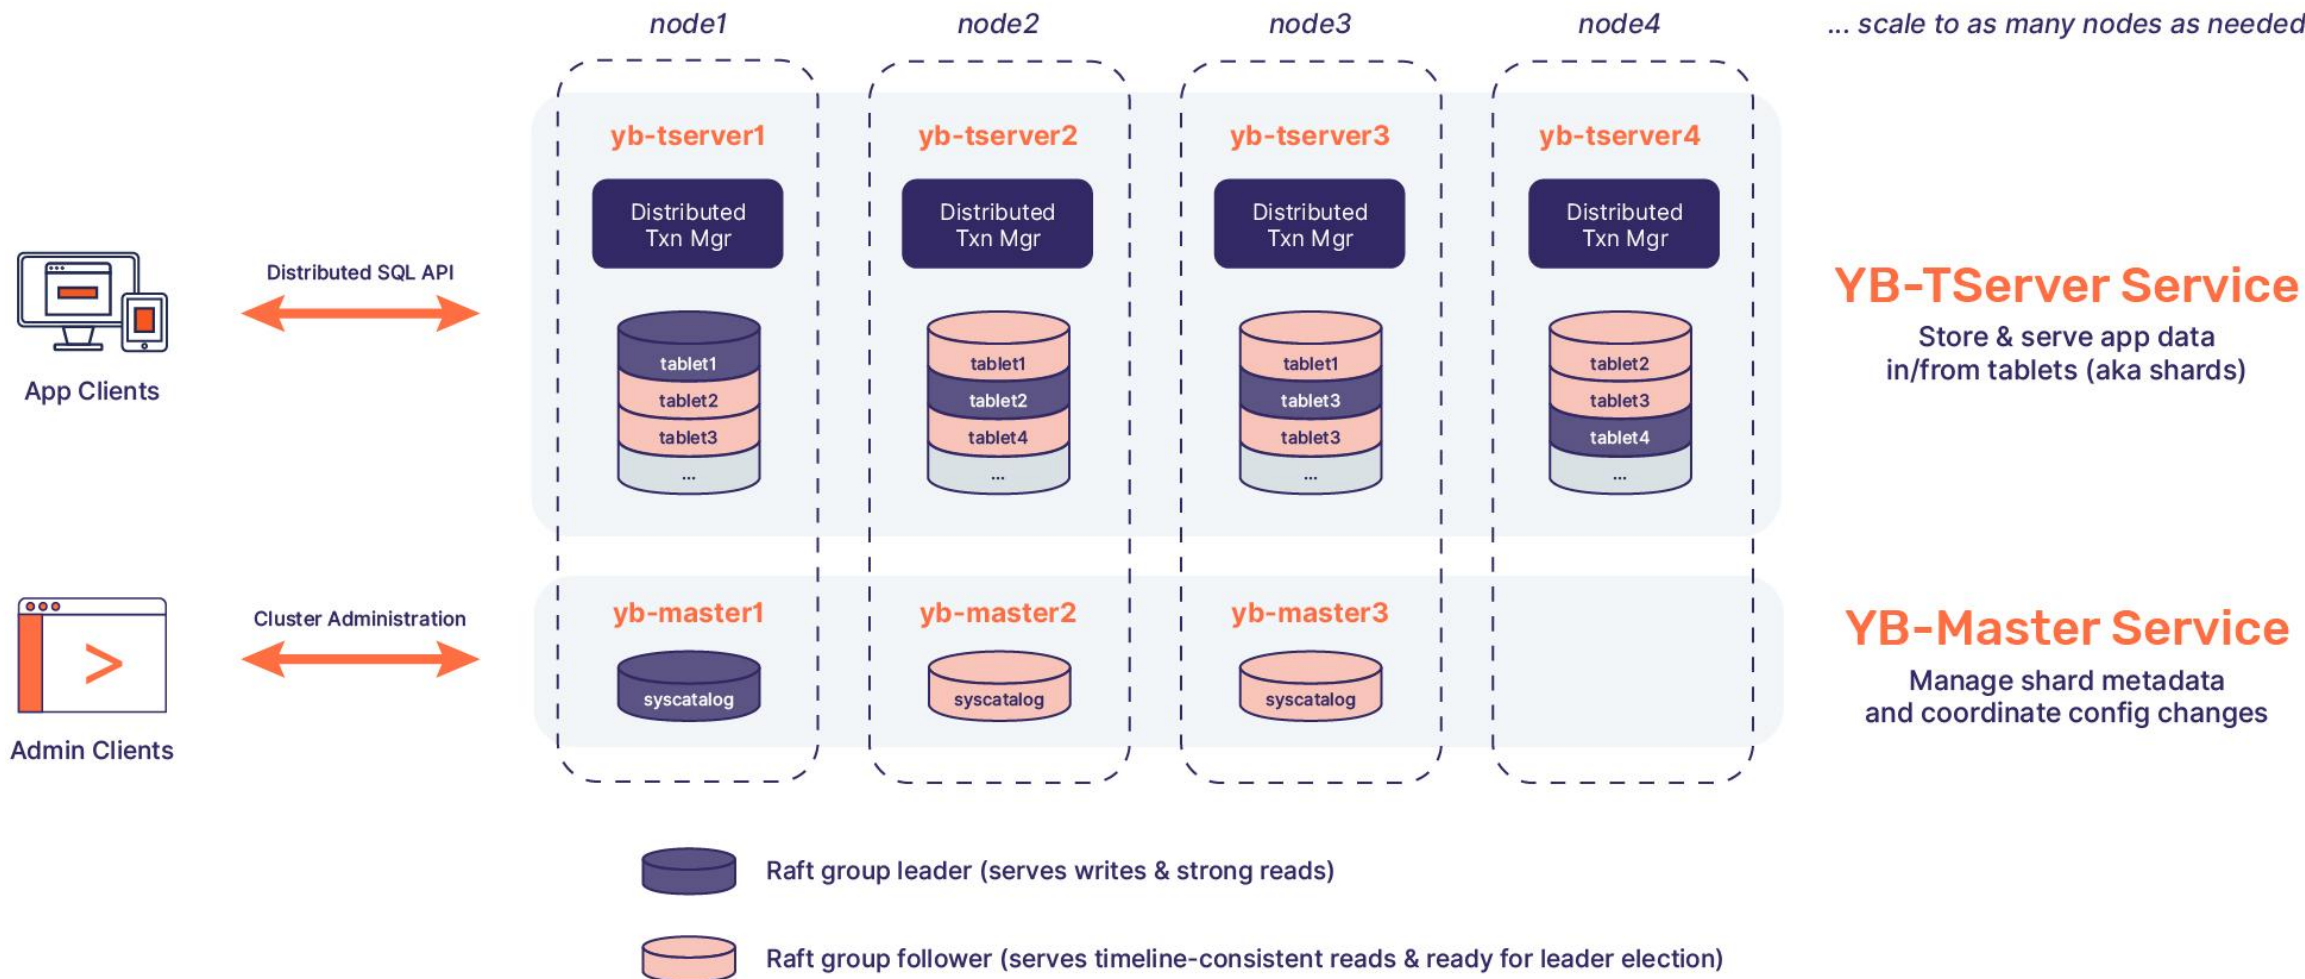 node1
node2
node3
node4
... scale to as many nodes as needed
yb-tserver1
yb-tserver2
yb-tserver3
yb-tserver4
Distributed
Txn Mgr
Distributed
Txn Mgr
Distributed
Txn Mgr
Distributed
Txn Mgr
Distributed SQL API
App Clients
tablet1
tablet2
tablet3
...
tablet1
tablet2
tablet4
...
tablet1
tablet3
tablet3
...
tablet2
tablet3
tablet4
...
YB-TServer Service
Store & serve app data
in/from tablets (aka shards)
Cluster Administration
>
Admin Clients
yb-master1
yb-master2
yb-master3
syscatalog
syscatalog
syscatalog
YB-Master Service
Manage shard metadata
and coordinate config changes
Raft group leader (serves writes & strong reads)
Raft group follower (serves timeline-consistent reads & ready for leader election)